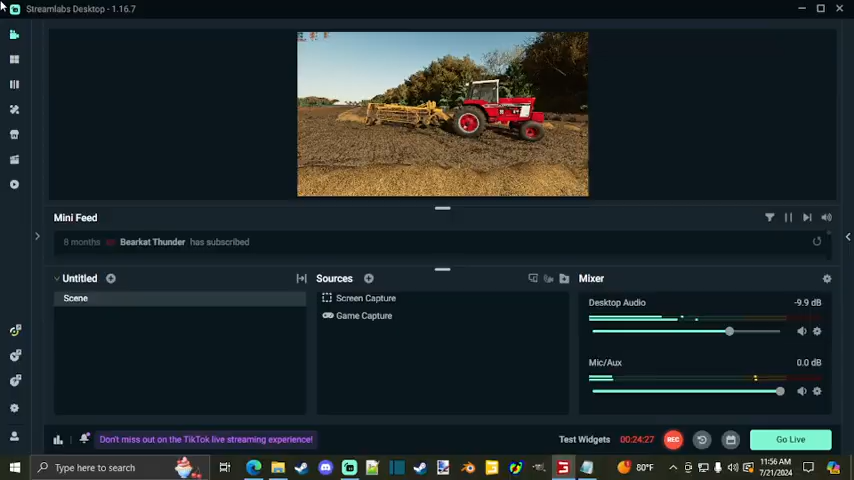 Streamlabs Desktop - 1.16.7
Mini Feed
8 months Bearkat Thunder has subscribed
Untitled
Scene
Sources
Screen Capture
Game Capture
Mixer
Desktop Audio -9.9 dB
Mic/Aux 0.0 dB
Don't miss out on the TikTok live streaming experience!
Test Widgets 00:24:27 REC Go Live
Type here to search
80°F
11:56 AM
7/21/2024